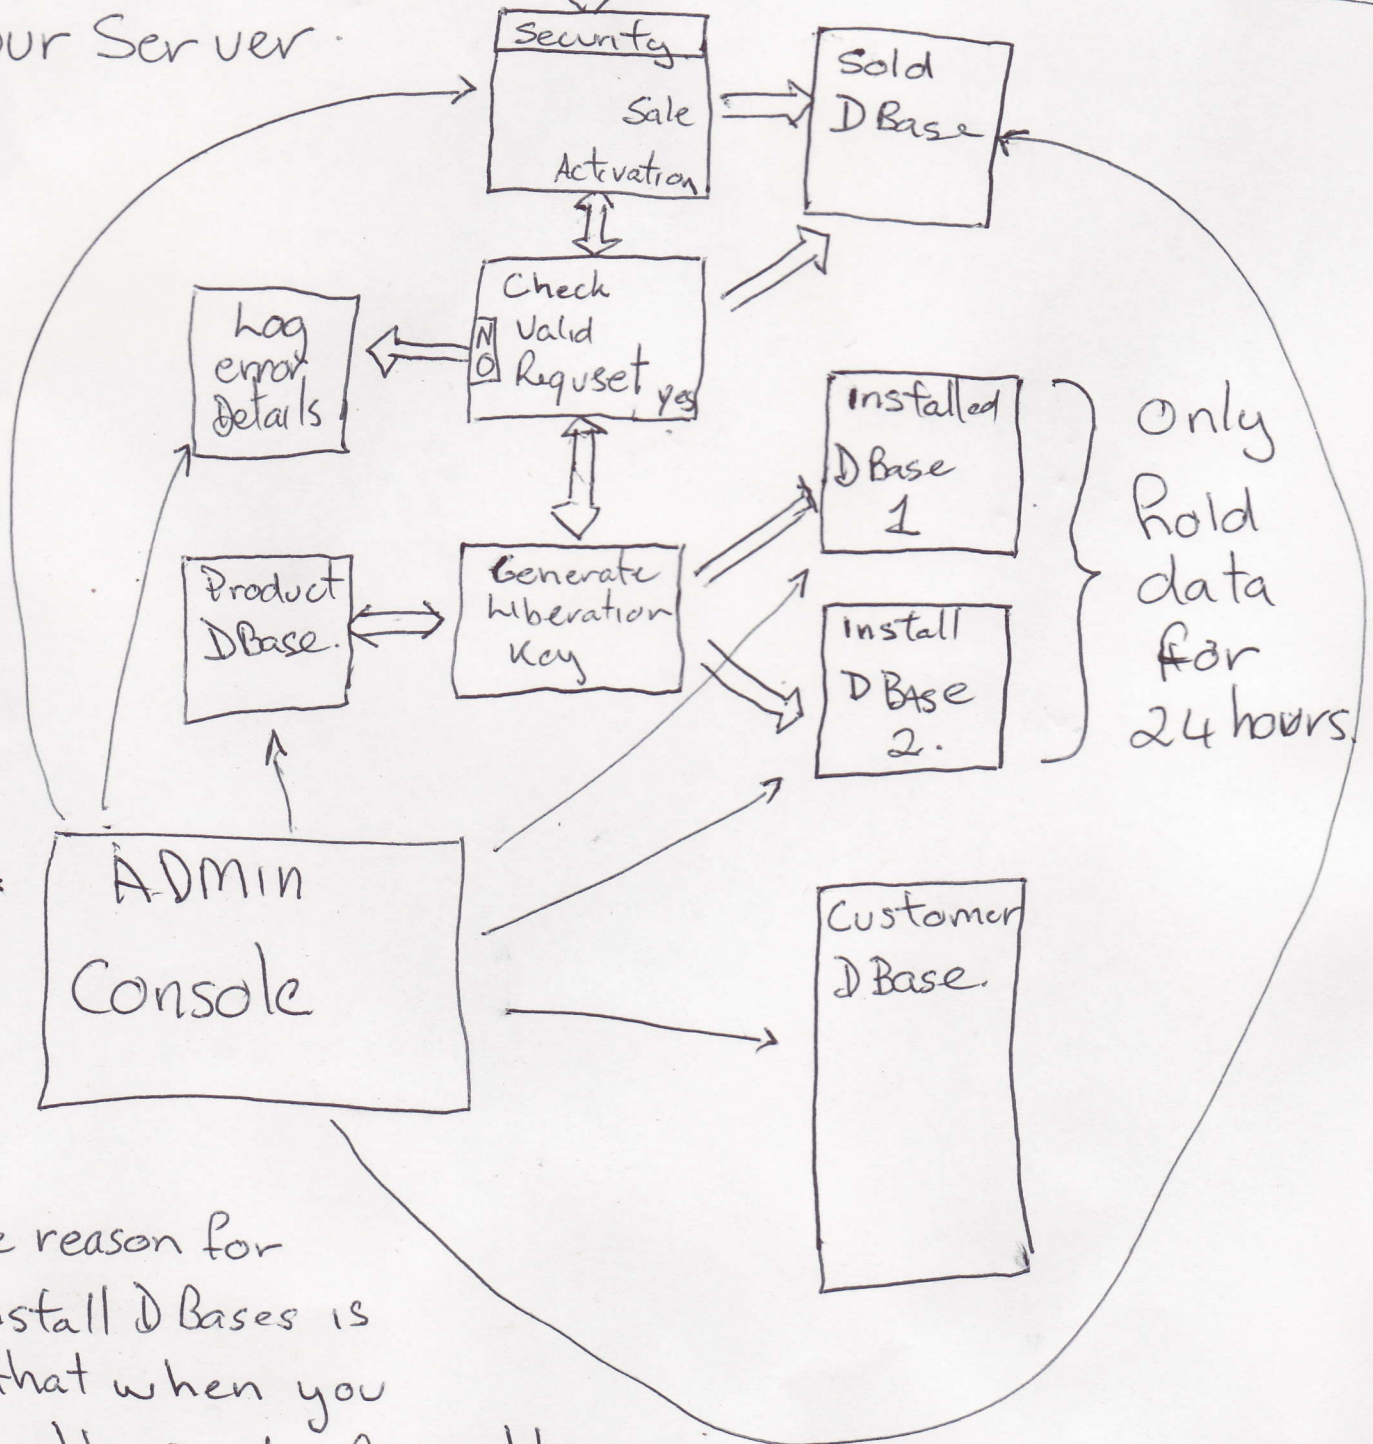 our Server.
Security
Sale
Activation
Sold
DBase
Check
Valid
Requset
NO
yes
Log
error
Details
Installed
DBase
1
Only
hold
data
for
24 hours.
Product
DBase.
Generate
Liberation
Key
install
DBase
2.
ADMIN
Console
Customer
DBase.
reason for
stall DBases is
that when you